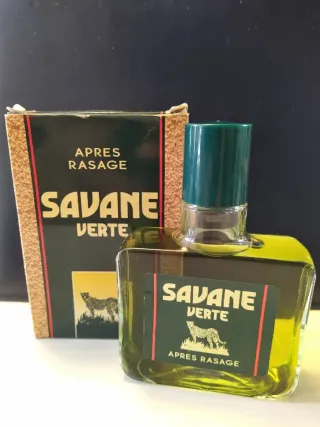 APRES
RASAGE
SAVANE
VERTE
SAVANE
VERTE
APRES RASAGE